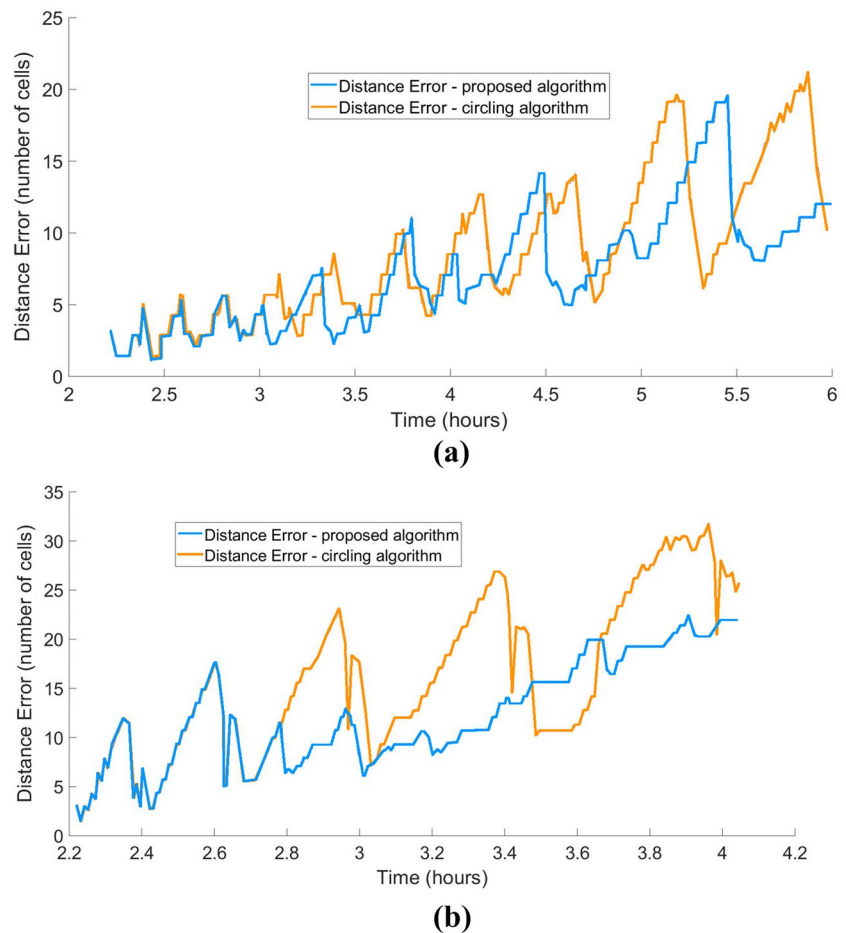 25
20
15
10
5
0
Distance Error (number of cells)
Distance Error - proposed algorithm
Distance Error - circling algorithm
2 2.5 3 3.5 4 4.5 5 5.5 6
Time (hours)
(a)
35
30
25
20
15
10
5
0
Distance Error (number of cells)
Distance Error - proposed algorithm
Distance Error - circling algorithm
2.2 2.4 2.6 2.8 3 3.2 3.4 3.6 3.8 4 4.2
Time (hours)
(b)